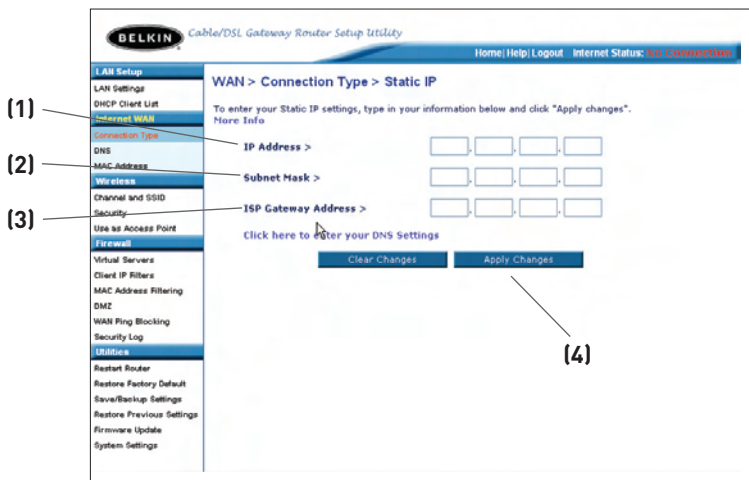 BELKIN Cable/DSL Gateway Router Setup Utility
Home|Help|Logout Internet Status: No Connection
LAN Setup
LAN Settings
DHCP Client List
Internet WAN
Connection Type
DNS
MAC Address
Wireless
Channel and SSID
Security
Use as Access Point
Firewall
Virtual Servers
Client IP Filters
MAC Address Filtering
DMZ
WAN Ping Blocking
Security Log
Utilities
Restart Router
Restore Factory Default
Save/Backup Settings
Restore Previous Settings
Firmware Update
System Settings
WAN > Connection Type > Static IP
To enter your Static IP settings, type in your information below and click "Apply changes".
More Info
(1)
IP Address >
(2)
Subnet Mask >
(3)
ISP Gateway Address >
Click here to enter your DNS Settings
Clear Changes Apply Changes
(4)